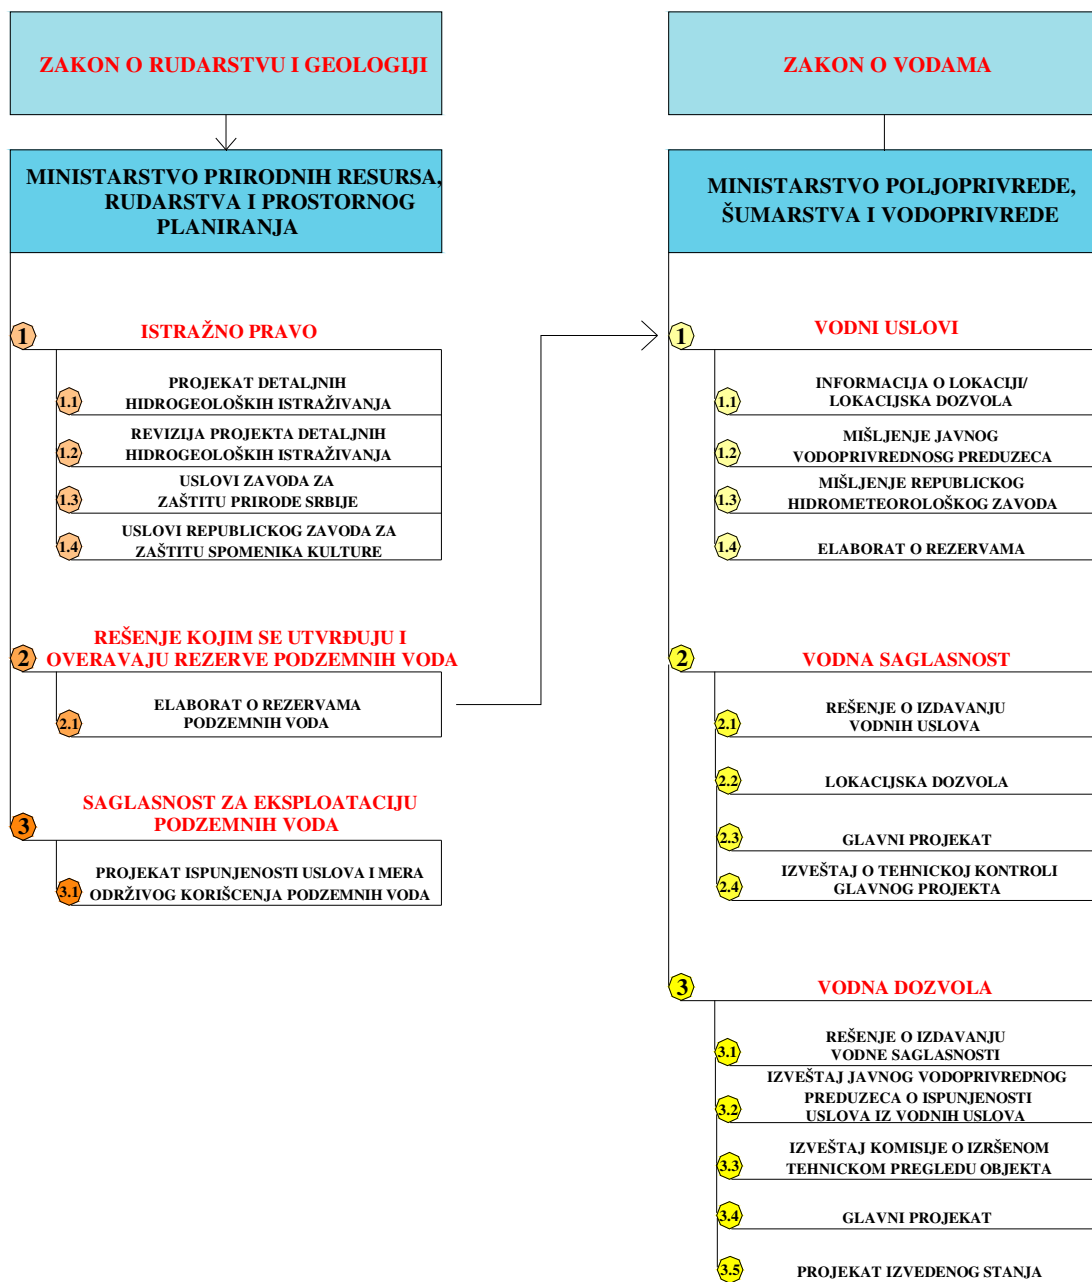 ZAKON O RUDARSTVU I GEOLOGIJI
MINISTARSTVO PRIRODNIH RESURSA,
RUDARSTVA I PROSTORNOG
PLANIRANJA
1
ISTRAŽNO PRAVO
1.1
PROJEKAT DETALJNIH
HIDROGEOLOŠKIH ISTRAŽIVANJA
1.2
REVIZIJA PROJEKTA DETALJNIH
HIDROGEOLOŠKIH ISTRAŽIVANJA
1.3
USLOVI ZAVODA ZA
ZAŠTITU PRIRODE SRBIJE
1.4
USLOVI REPUBLICKOG ZAVODA ZA
ZAŠTITU SPOMENIKA KULTURE
2
REŠENJE KOJIM SE UTVRĐUJU I
OVERAVAJU REZERVE PODZEMNIH VODA
2.1
ELABORAT O REZERVAMA
PODZEMNIH VODA
3
SAGLASNOST ZA EKSPLOATACIJU
PODZEMNIH VODA
3.1
PROJEKAT ISPUNJENOSTI USLOVA I MERA
ODRŽIVOG KORIŠCENJA PODZEMNIH VODA
ZAKON O VODAMA
MINISTARSTVO POLJOPRIVREDE,
ŠUMARSTVA I VODOPRIVREDE
1
VODNI USLOVI
1.1
INFORMACIJA O LOKACIJI/
LOKACIJSKA DOZVOLA
1.2
MIŠLJENJE JAVNOG
VODOPRIVREDNOSG PREDUZECA
1.3
MIŠLJENJE REPUBLICKOG
HIDROMETEOROLOŠKOG ZAVODA
1.4
ELABORAT O REZERVAMA
2
VODNA SAGLASNOST
2.1
REŠENJE O IZDAVANJU
VODNIH USLOVA
2.2
LOKACIJSKA DOZVOLA
2.3
GLAVNI PROJEKAT
2.4
IZVEŠTAJ O TEHNICKOJ KONTROLI
GLAVNOG PROJEKTA
3
VODNA DOZVOLA
3.1
REŠENJE O IZDAVANJU
VODNE SAGLASNOSTI
3.2
IZVEŠTAJ JAVNOG VODOPRIVREDNOG
PREDUZECA O ISPUNJENOSTI
USLOVA IZ VODNIH USLOVA
3.3
IZVEŠTAJ KOMISIJE O IZRŠENOM
TEHNICKOM PREGLEDU OBJEKTA
3.4
GLAVNI PROJEKAT
3.5
PROJEKAT IZVEDENOG STANJA